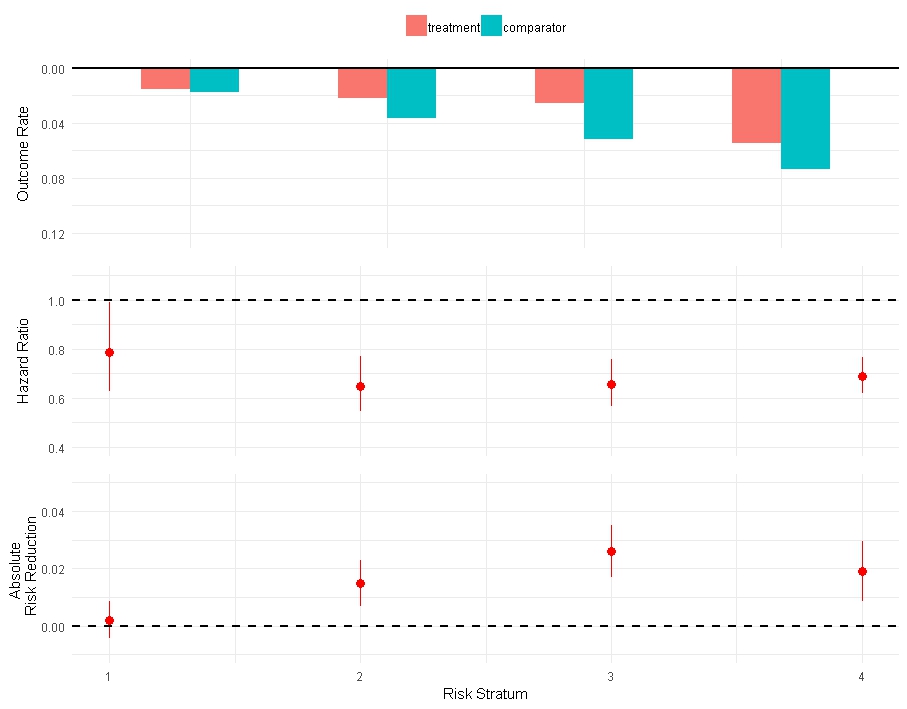 treatment comparator
0.00
0.04
0.08
0.12
Outcome Rate
1.0
0.8
0.6
0.4
Hazard Ratio
0.04
0.02
0.00
Absolute
Risk Reduction
1 2 3 4
Risk Stratum